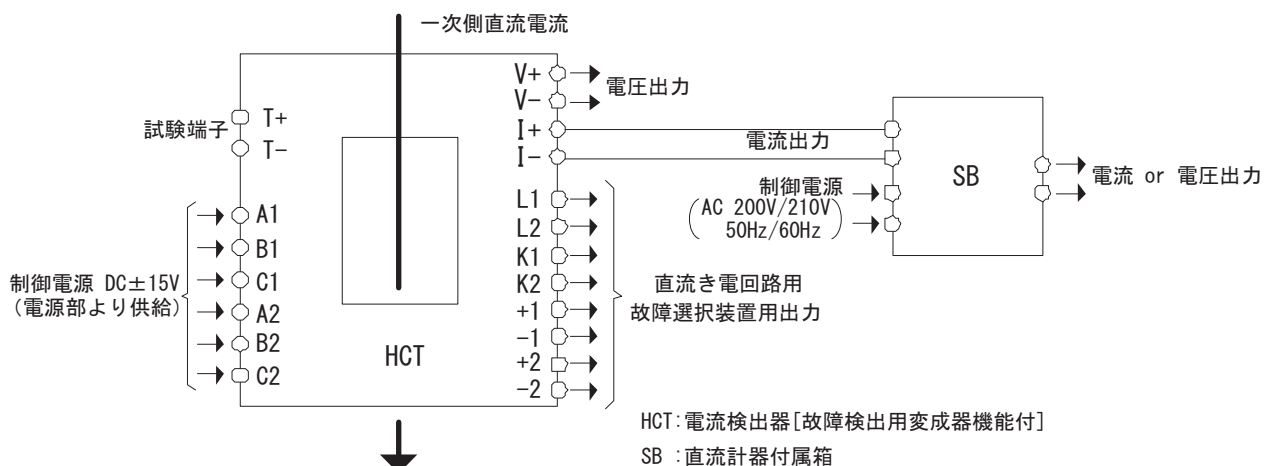 一次側直流電流
V+
V-
電圧出力
試験端子
T+
T-
I+
I-
電流出力
SB
電流 or 電圧出力
制御電源
(AC 200V/210V
50Hz/60Hz)
制御電源 DC±15V
(電源部より供給)
A1
B1
C1
A2
B2
C2
L1
L2
K1
K2
+1
-1
+2
-2
直流き電回路用
故障選択装置用出力
HCT
HCT:電流検出器[故障検出用変成器機能付]
SB :直流計器付属箱